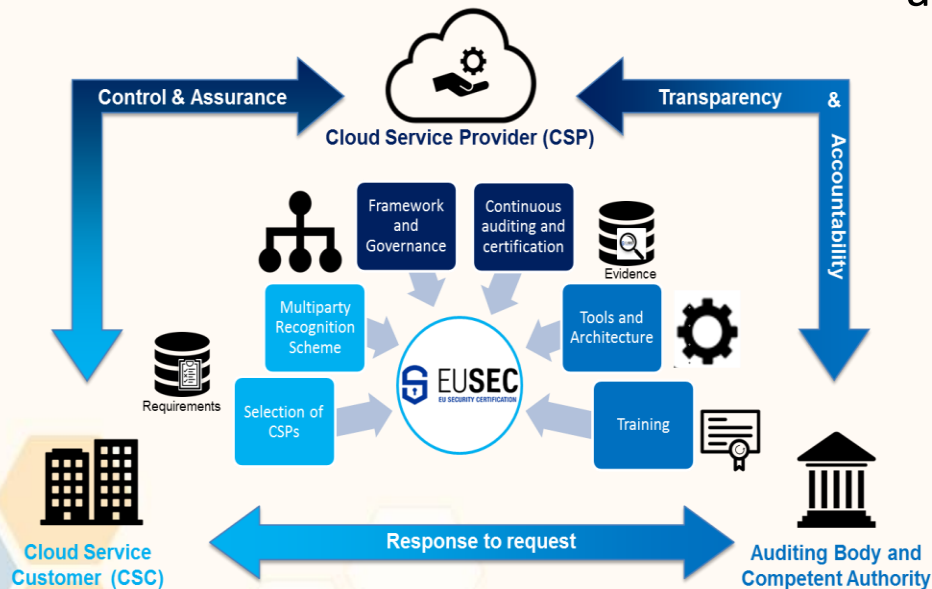 Control & Assurance
Transparency
&
Accountability
Cloud Service Provider (CSP)
Framework
and
Governance
Continuous
auditing and
certification
Evidence
Multiparty
Recognition
Scheme
Tools and
Architecture
EUSEC
EU SECURITY CERTIFICATION
Requirements
Selection of
CSPs
Training
Response to request
Cloud Service
Customer (CSC)
Auditing Body and
Competent Authority